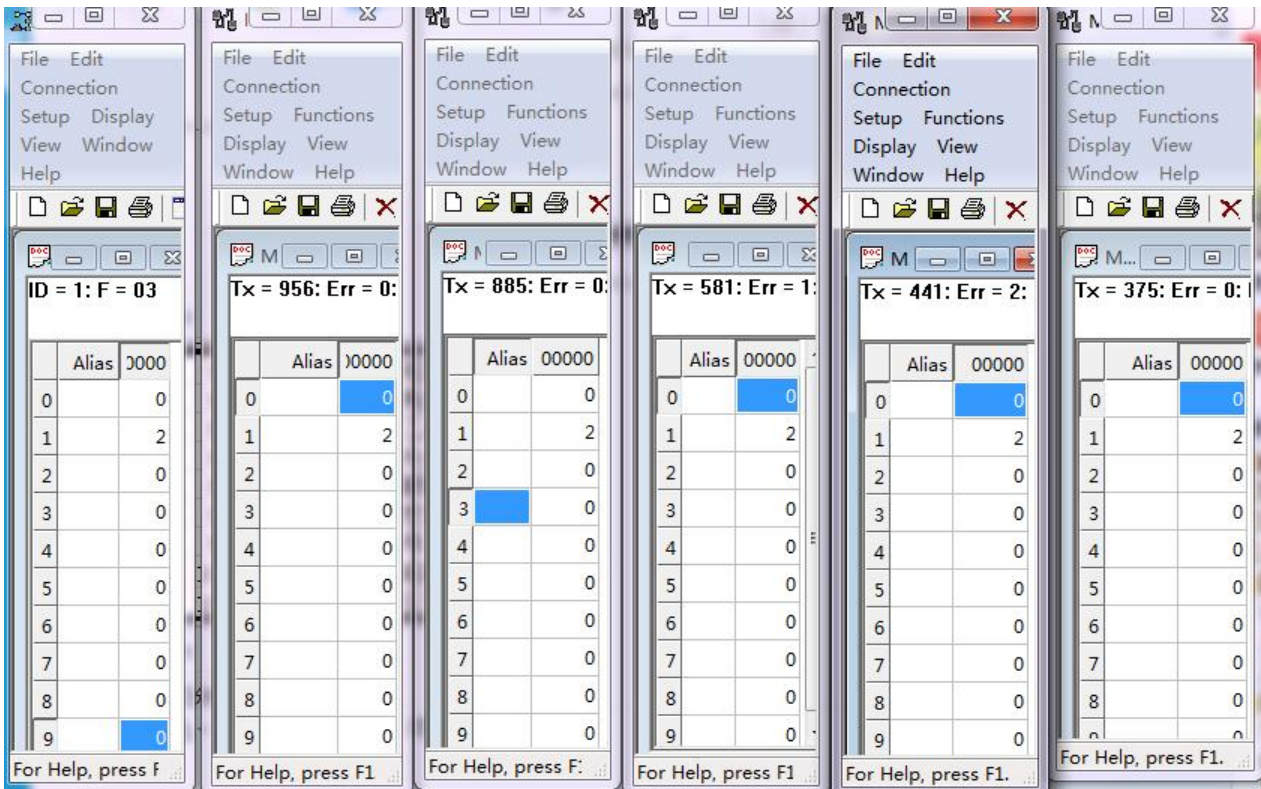 File Edit
Connection
Setup Display
View Window
Help
ID = 1: F = 03
Alias 0000
0 0
1 2
2 0
3 0
4 0
5 0
6 0
7 0
8 0
9 0
For Help, press F
File Edit
Connection
Setup Functions
Display View
Window Help
M
Tx = 956: Err = 0:
Alias 00000
0 0
1 2
2 0
3 0
4 0
5 0
6 0
7 0
8 0
9 0
For Help, press F1
File Edit
Connection
Setup Functions
Display View
Window Help
Tx = 885: Err = 0:
Alias 00000
0 0
1 2
2 0
3 0
4 0
5 0
6 0
7 0
8 0
9 0
For Help, press F
File Edit
Connection
Setup Functions
Display View
Window Help
Tx = 581: Err = 1:
Alias 00000
0 0
1 2
2 0
3 0
4 0
5 0
6 0
7 0
8 0
9 0
For Help, press F1
File Edit
Connection
Setup Functions
Display View
Window Help
M
Tx = 441: Err = 2:
Alias 00000
0 0
1 2
2 0
3 0
4 0
5 0
6 0
7 0
8 0
9 0
For Help, press F1.
File Edit
Connection
Setup Functions
Display View
Window Help
M...
Tx = 375: Err = 0:
Alias 00000
0 0
1 2
2 0
3 0
4 0
5 0
6 0
7 0
8 0
For Help, press F1.